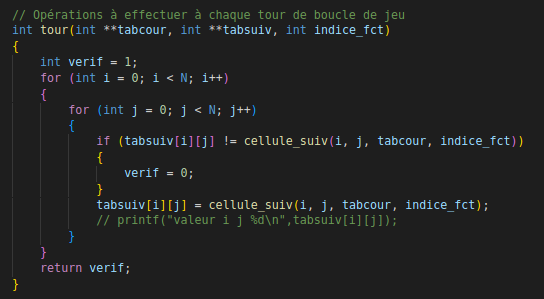 // Opérations à effectuer à chaque tour de boucle de jeu
int tour(int **tabcour, int **tabsuiv, int indice_fct)
{
    int verif = 1;
    for (int i = 0; i < N; i++)
    {
        for (int j = 0; j < N; j++)
        {
            if (tabsuiv[i][j] != cellule_suiv(i, j, tabcour, indice_fct))
            {
                verif = 0;
            }
            tabsuiv[i][j] = cellule_suiv(i, j, tabcour, indice_fct);
            // printf("valeur i j %d\n",tabsuiv[i][j]);
        }
    }
    return verif;
}